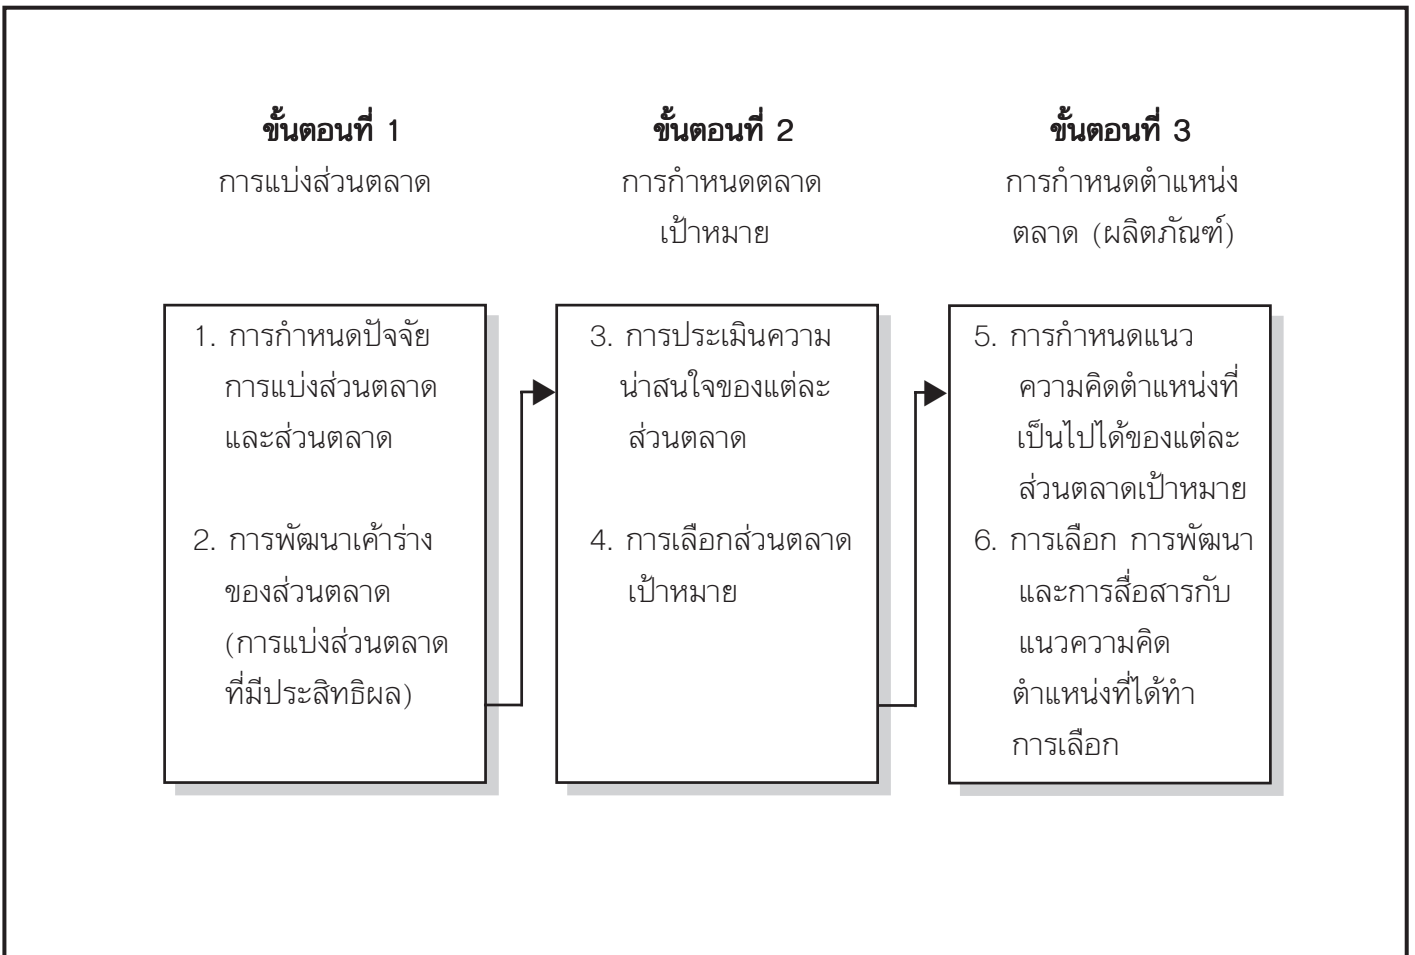 ขั้นตอนที่ 1
การแบ่งส่วนตลาด
ขั้นตอนที่ 2
การกำหนดตลาด
เป้าหมาย
ขั้นตอนที่ 3
การกำหนดตำแหน่ง
ตลาด (ผลิตภัณฑ์)
1. การกำหนดปัจจัย
การแบ่งส่วนตลาด
และส่วนตลาด
2. การพัฒนาเค้าร่าง
ของส่วนตลาด
(การแบ่งส่วนตลาด
ที่มีประสิทธิผล)
3. การประเมินความ
น่าสนใจของแต่ละ
ส่วนตลาด
4. การเลือกส่วนตลาด
เป้าหมาย
5. การกำหนดแนว
ความคิดตำแหน่งที่
เป็นไปได้ของแต่ละ
ส่วนตลาดเป้าหมาย
6. การเลือก การพัฒนา
และการสื่อสารกับ
แนวความคิด
ตำแหน่งที่ได้ทำ
การเลือก